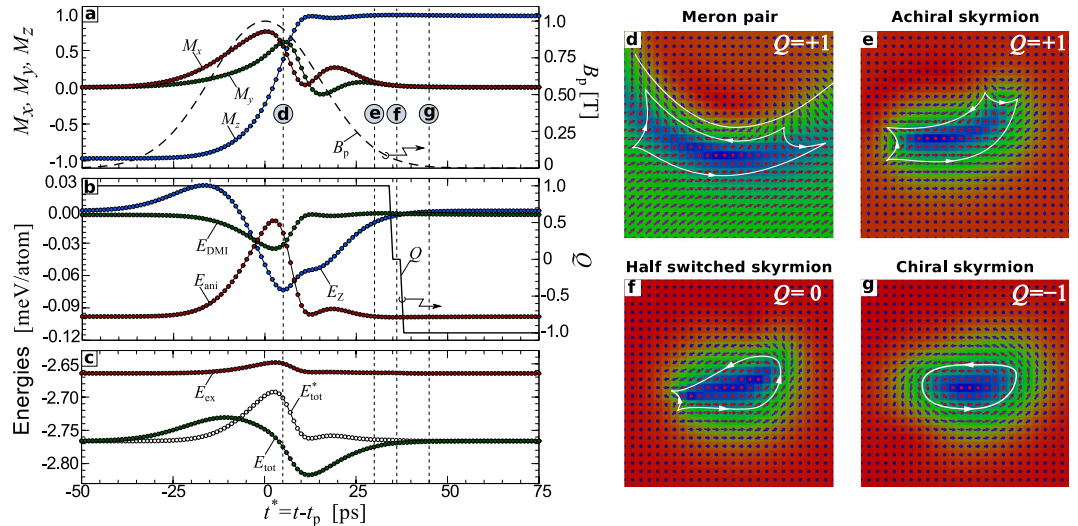 a
M_x, M_y, M_z
1.0
0.5
0.0
-0.5
-1.0
M_x
M_y
M_z
B_p
d
e
f
g
1.0
0.75
0.50
0.25
0
B_p [T]
b
0.03
0.00
-0.03
-0.06
-0.09
-0.12
E_DMI
E_ani
E_Z
Q
1.0
0.5
0
-0.5
-1.0
Q
Energies [meV/atom]
c
-2.65
-2.70
-2.75
-2.80
E_ex
E*_tot
E_tot
-50
-25
0
25
50
75
t*=t-t_p [ps]
Meron pair
d
Q=+1
Achiral skyrmion
e
Q=+1
Half switched skyrmion
f
Q=0
Chiral skyrmion
g
Q=−1